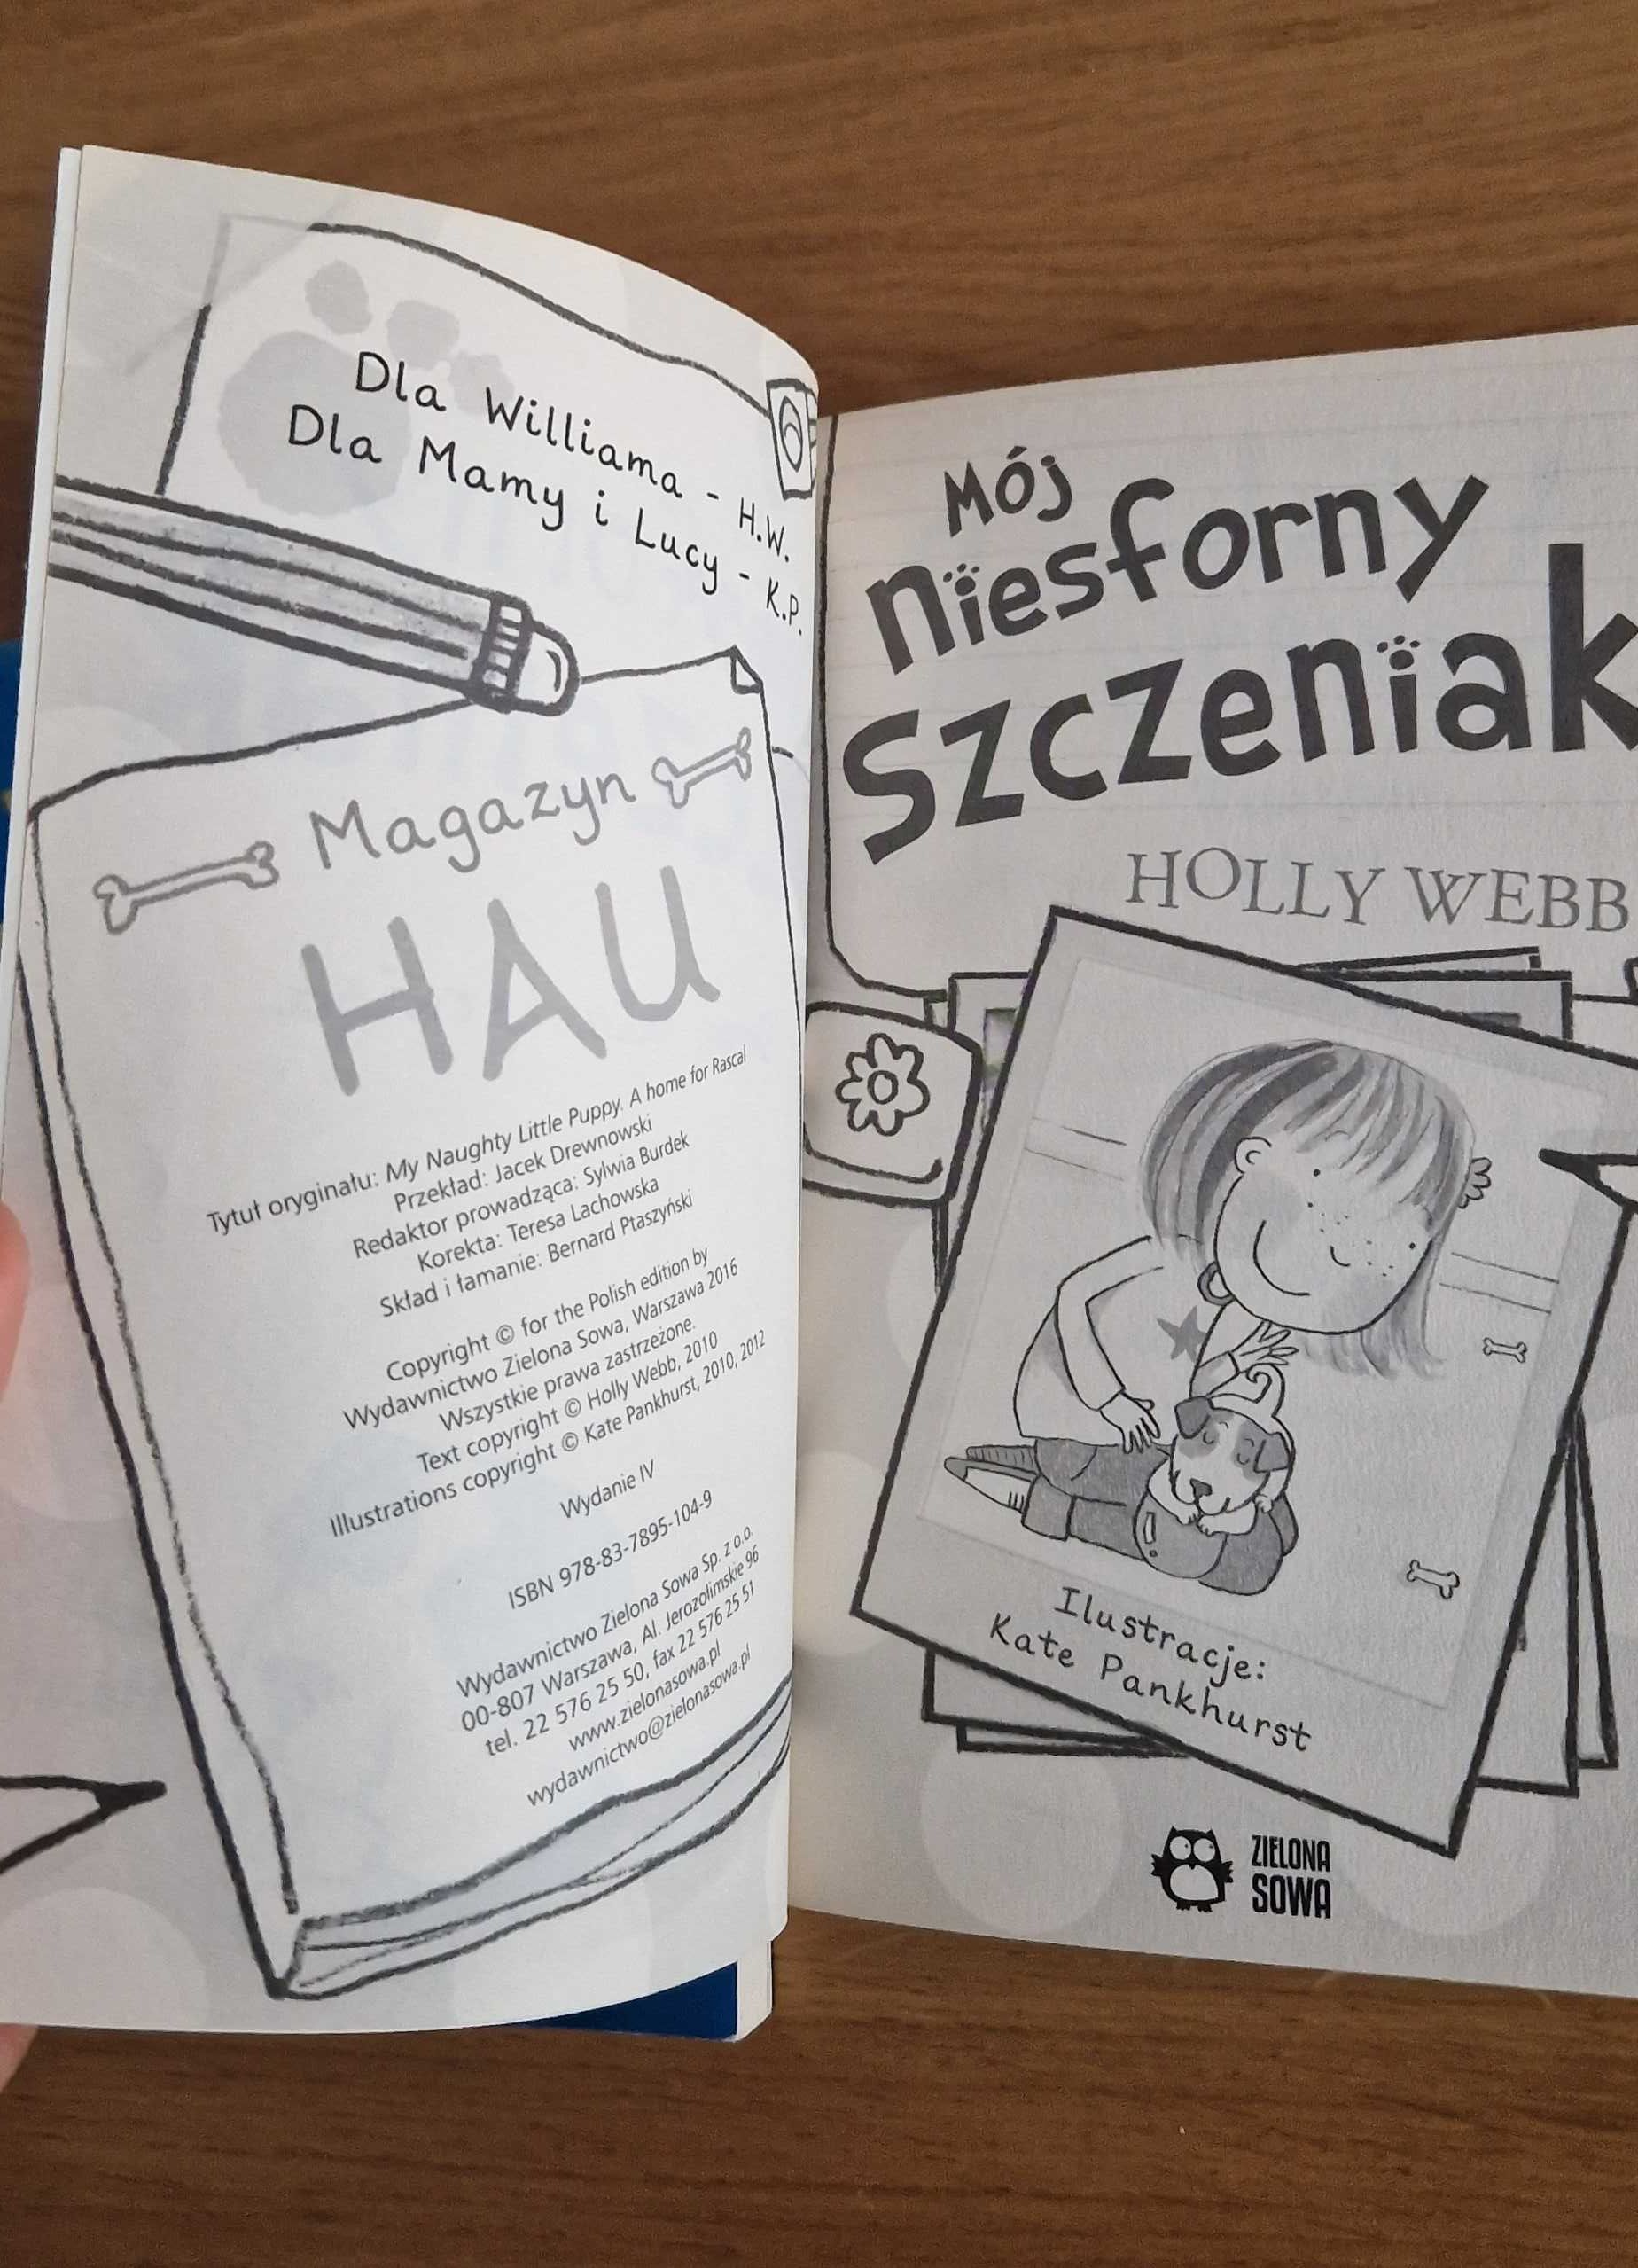 Dla Williama - H.W.
Dla Mamy i Lucy - K.P.
Magazyn
HAU
Tytuł oryginału: My Naughty Little Puppy. A home for Rascal
Przekład: Jacek Drewnowski
Redaktor prowadząca: Sylwia Burdek
Korekta: Teresa Lachowska
Skład i łamanie: Bernard Ptaszyński
Copyright © for the Polish edition by
Wydawnictwo Zielona Sowa, Warszawa 2016
Wszystkie prawa zastrzeżone.
Text copyright © Holly Webb, 2010
Illustrations copyright © Kate Pankhurst, 2010, 2012
Wydanie IV
ISBN 978-83-7895-104-9
Wydawnictwo Zielona Sowa Sp. z o.o.
00-807 Warszawa, Al. Jerozolimskie 96
tel. 22 576 25 50, fax 22 576 25 51
www.zielonasowa.pl
wydawnictwo@zielonasowa.pl
Mój
niesforny
szczeniak
HOLLY WEBB
Ilustracje:
Kate Pankhurst
ZIELONA
SOWA